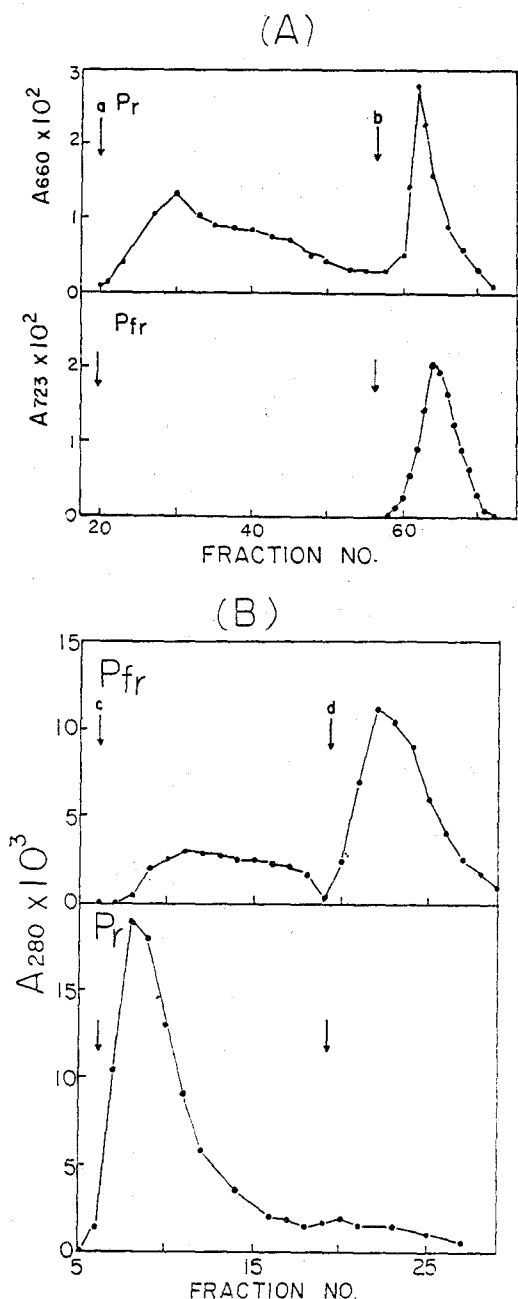 (A)
3
a Pr
b
2
1
0
A660 x 10²
Pfr
2
1
0
A723 x 10²
20 40 60
FRACTION NO.
(B)
15
Pfr
c
d
10
5
0
A280 x 10³
Pr
15
10
5
0
5 15 25
FRACTION NO.